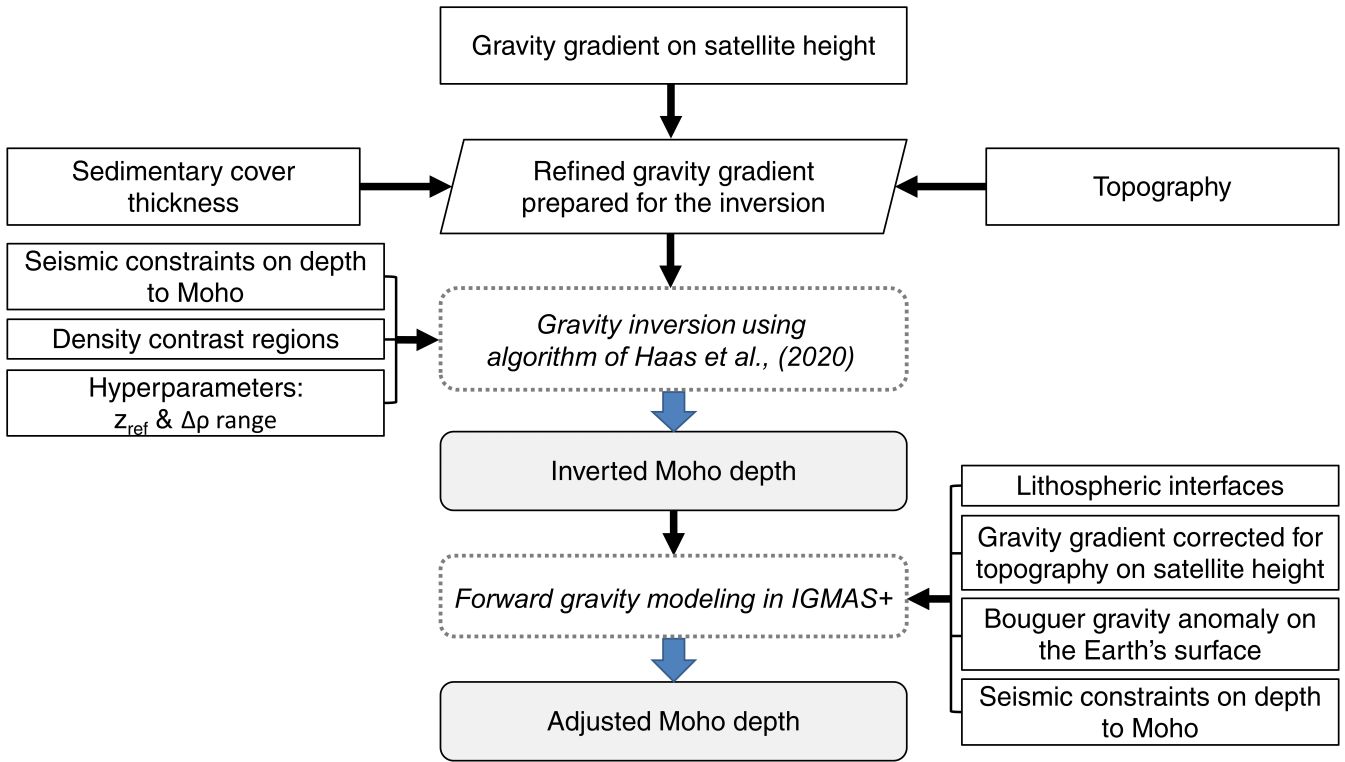 Gravity gradient on satellite height
Sedimentary cover
thickness
Refined gravity gradient
prepared for the inversion
Topography
Seismic constraints on depth
to Moho
Density contrast regions
Hyperparameters:
z_ref & Δρ range
Gravity inversion using
algorithm of Haas et al., (2020)
Inverted Moho depth
Lithospheric interfaces
Gravity gradient corrected for
topography on satellite height
Bouguer gravity anomaly on
the Earth’s surface
Seismic constraints on depth
to Moho
Forward gravity modeling in IGMAS+
Adjusted Moho depth